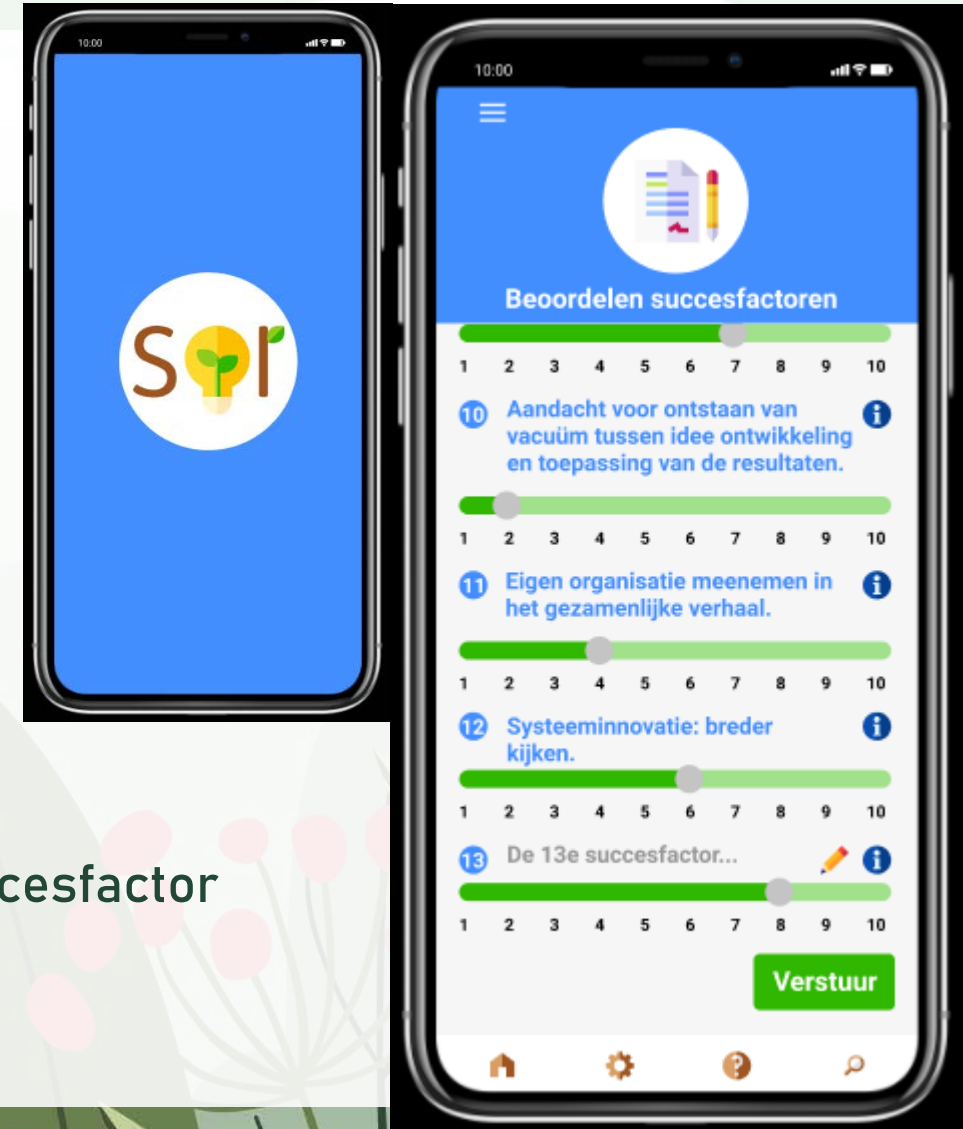 10:00
Sol
10:00
Beoordelen succesfactoren
1 2 3 4 5 6 7 8 9 10
10 Aandacht voor ontstaan van
vacuüm tussen idee ontwikkeling
en toepassing van de resultaten.
1 2 3 4 5 6 7 8 9 10
11 Eigen organisatie meenemen in
het gezamenlijke verhaal.
1 2 3 4 5 6 7 8 9 10
12 Systeeminnovatie: breder
kijken.
1 2 3 4 5 6 7 8 9 10
13 De 13e succesfactor...
1 2 3 4 5 6 7 8 9 10
Verstuur
cesfactor